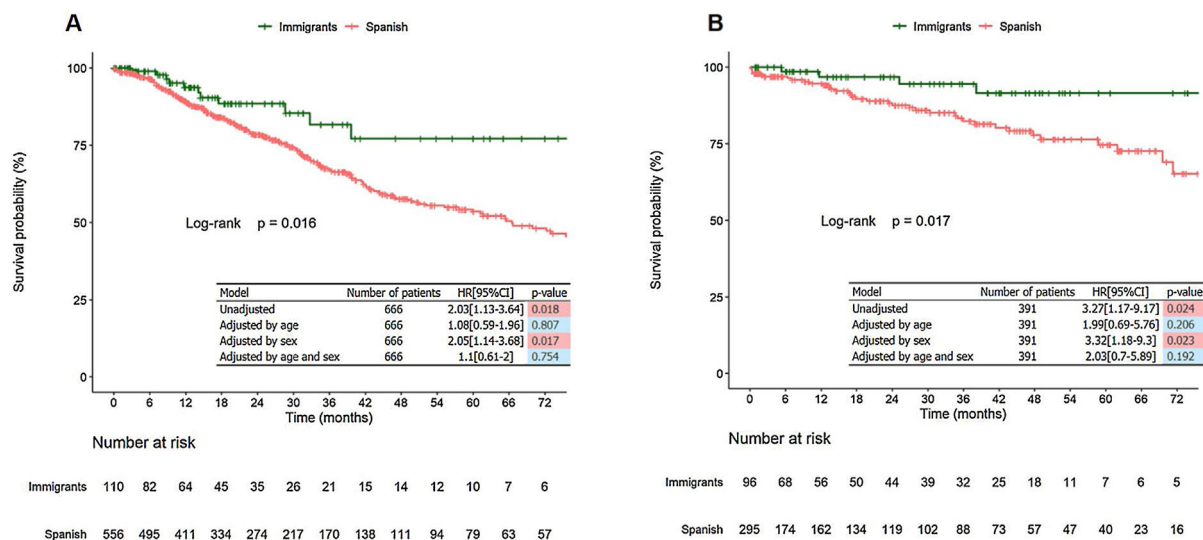 A
Immigrants Spanish
Survival probability (%)
100
75
50
25
0
Log-rank p = 0.016
Model Number of patients HR[95%CI] p-value
Unadjusted 666 2.03[1.13-3.64] 0.018
Adjusted by age 666 1.08[0.59-1.96] 0.807
Adjusted by sex 666 2.05[1.14-3.68] 0.017
Adjusted by age and sex 666 1.1[0.61-2] 0.754
0 6 12 18 24 30 36 42 48 54 60 66 72
Time (months)
Number at risk
Immigrants 110 82 64 45 35 26 21 15 14 12 10 7 6
Spanish 556 495 411 334 274 217 170 138 111 94 79 63 57
B
Immigrants Spanish
Survival probability (%)
100
75
50
25
0
Log-rank p = 0.017
Model Number of patients HR[95%CI] p-value
Unadjusted 391 3.27[1.17-9.17] 0.024
Adjusted by age 391 1.99[0.69-5.76] 0.206
Adjusted by sex 391 3.32[1.18-9.3] 0.023
Adjusted by age and sex 391 2.03[0.7-5.89] 0.192
0 6 12 18 24 30 36 42 48 54 60 66 72
Time (months)
Number at risk
Immigrants 96 68 56 50 44 39 32 25 18 11 7 6 5
Spanish 295 174 162 134 119 102 88 73 57 47 40 23 16